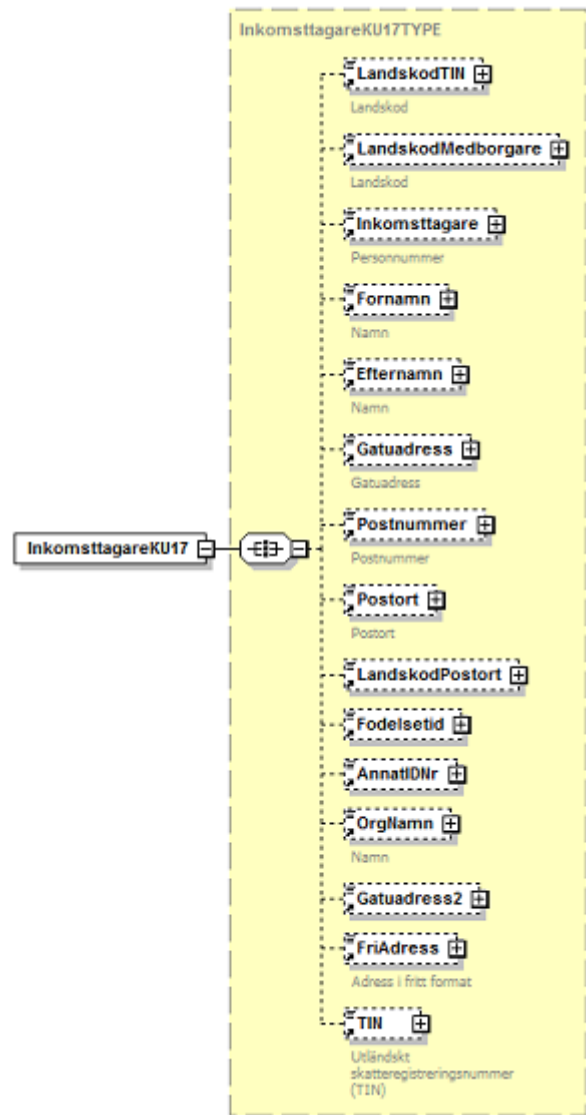 InkomsttagareKU17TYPE
LandskodTIN
Landskod
LandskodMedborgare
Landskod
Inkomsttagare
Personnummer
Fornamn
Namn
Efternamn
Namn
Gatuadress
Gatuadress
InkomsttagareKU17
Postnummer
Postnummer
Postort
Postort
LandskodPostort
Fodelsetid
AnnatIDNr
OrgNamn
Namn
Gatuadress2
FriAdress
Adress i fritt format
TIN
Utländskt
skatteregistreringsnummer
(TIN)